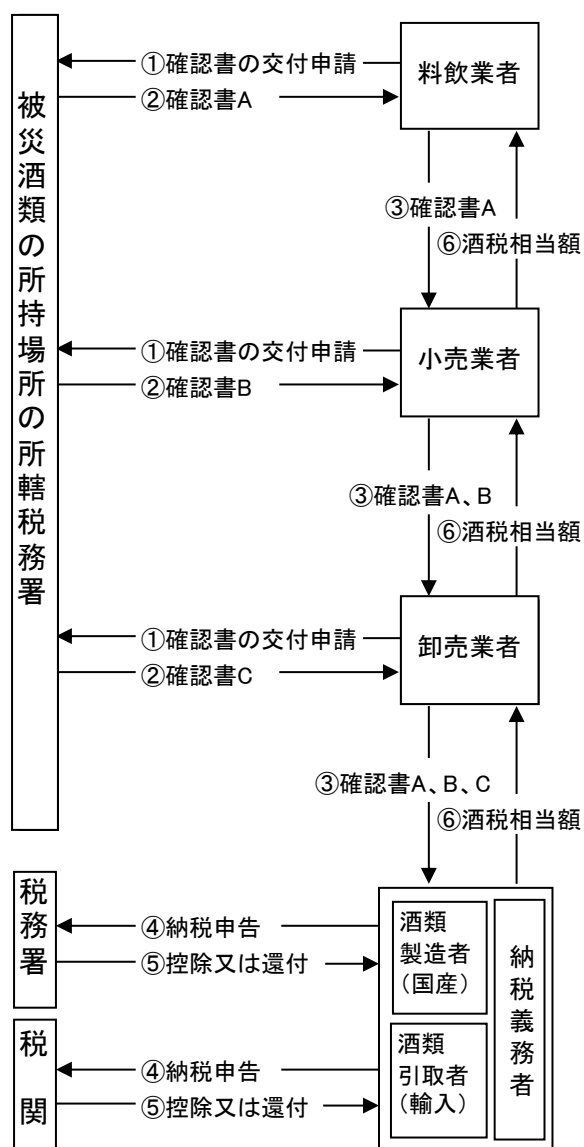 被災酒類の所持場所の所轄税務署
①確認書の交付申請
②確認書A
料飲業者
③確認書A
⑥酒税相当額
①確認書の交付申請
②確認書B
小売業者
③確認書A、B
⑥酒税相当額
①確認書の交付申請
②確認書C
卸売業者
③確認書A、B、C
⑥酒税相当額
税務署
④納税申告
⑤控除又は還付
酒類
製造者
(国産)
納税義務者
税関
④納税申告
⑤控除又は還付
酒類
引取者
(輸入)